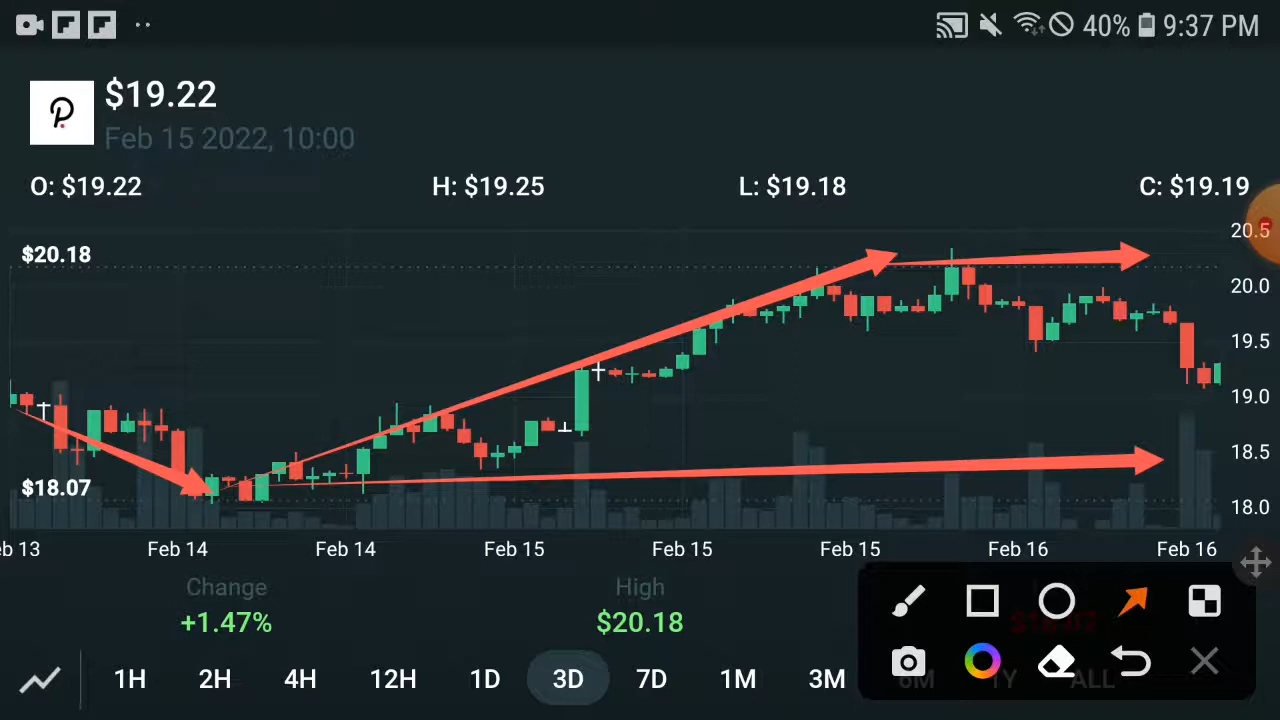 40% 9:37 PM
$19.22
Feb 15 2022, 10:00
O: $19.22 H: $19.25 L: $19.18 C: $19.19
20.5
$20.18
20.0
19.5
19.0
18.5
$18.07
18.0
eb 13 Feb 14 Feb 14 Feb 15 Feb 15 Feb 15 Feb 16 Feb 16
Change High
+1.47% $20.18
1H 2H 4H 12H 1D 3D 7D 1M 3M 6M 1Y ALL